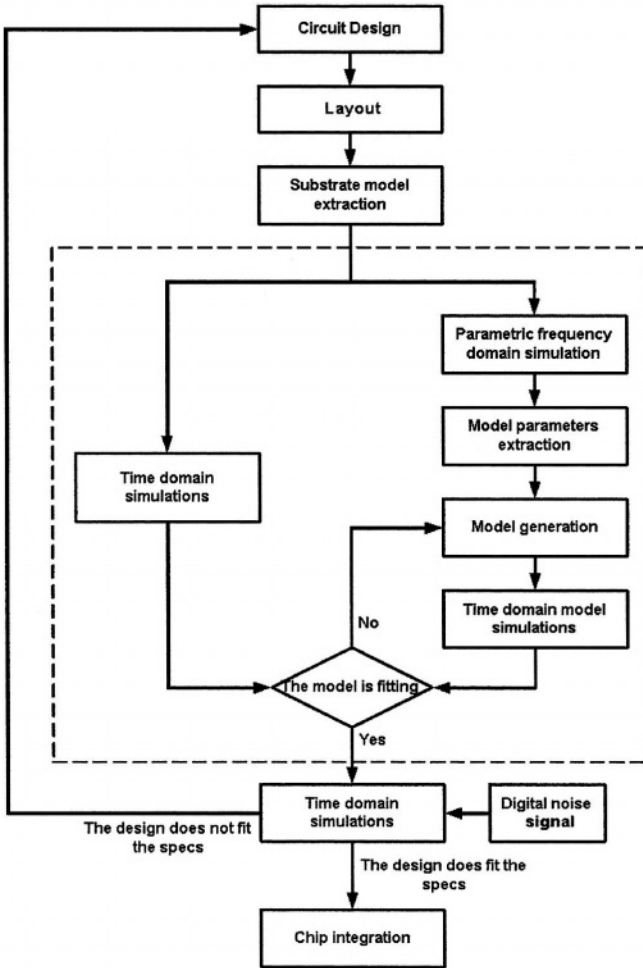 Circuit Design
Layout
Substrate model
extraction
Parametric frequency
domain simulation
Model parameters
extraction
Time domain
simulations
Model generation
Time domain model
simulations
No
The model is fitting
Yes
Time domain
simulations
Digital noise
signal
The design does not fit
the specs
The design does fit the
specs
Chip integration